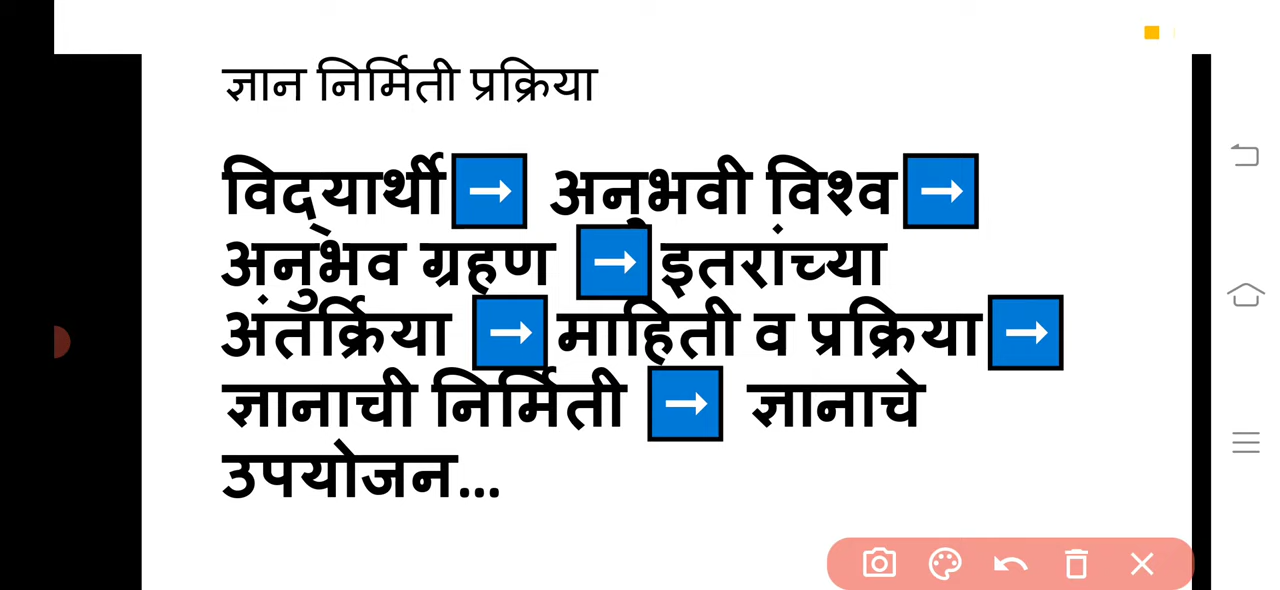 ज्ञान निर्मिती प्रक्रिया
विद्यार्थी➡ अनुभवी विश्व➡
अनुभव ग्रहण ➡इतरांच्या
अंतर्क्रिया ➡माहिती व प्रक्रिया➡
ज्ञानाची निर्मिती ➡ ज्ञानाचे
उपयोजन...